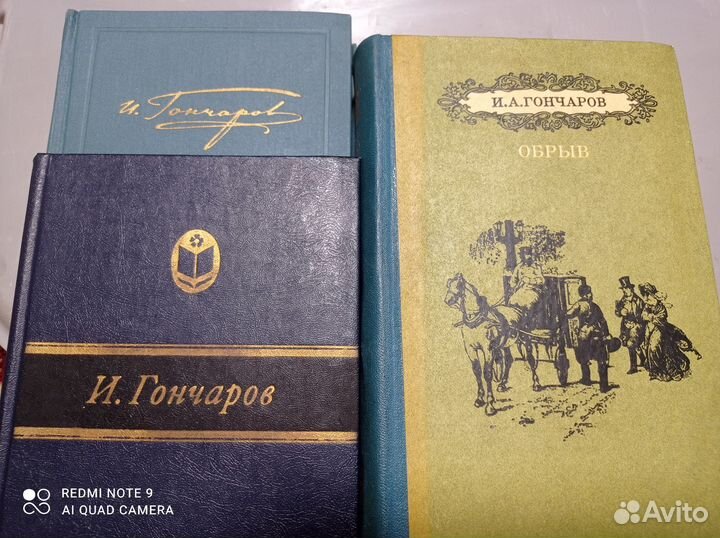 И. Гончаров
И.А.ГОНЧАРОВ
ОБРЫВ
И. Гончаров
REDMI NOTE 9
AI QUAD CAMERA
Avito